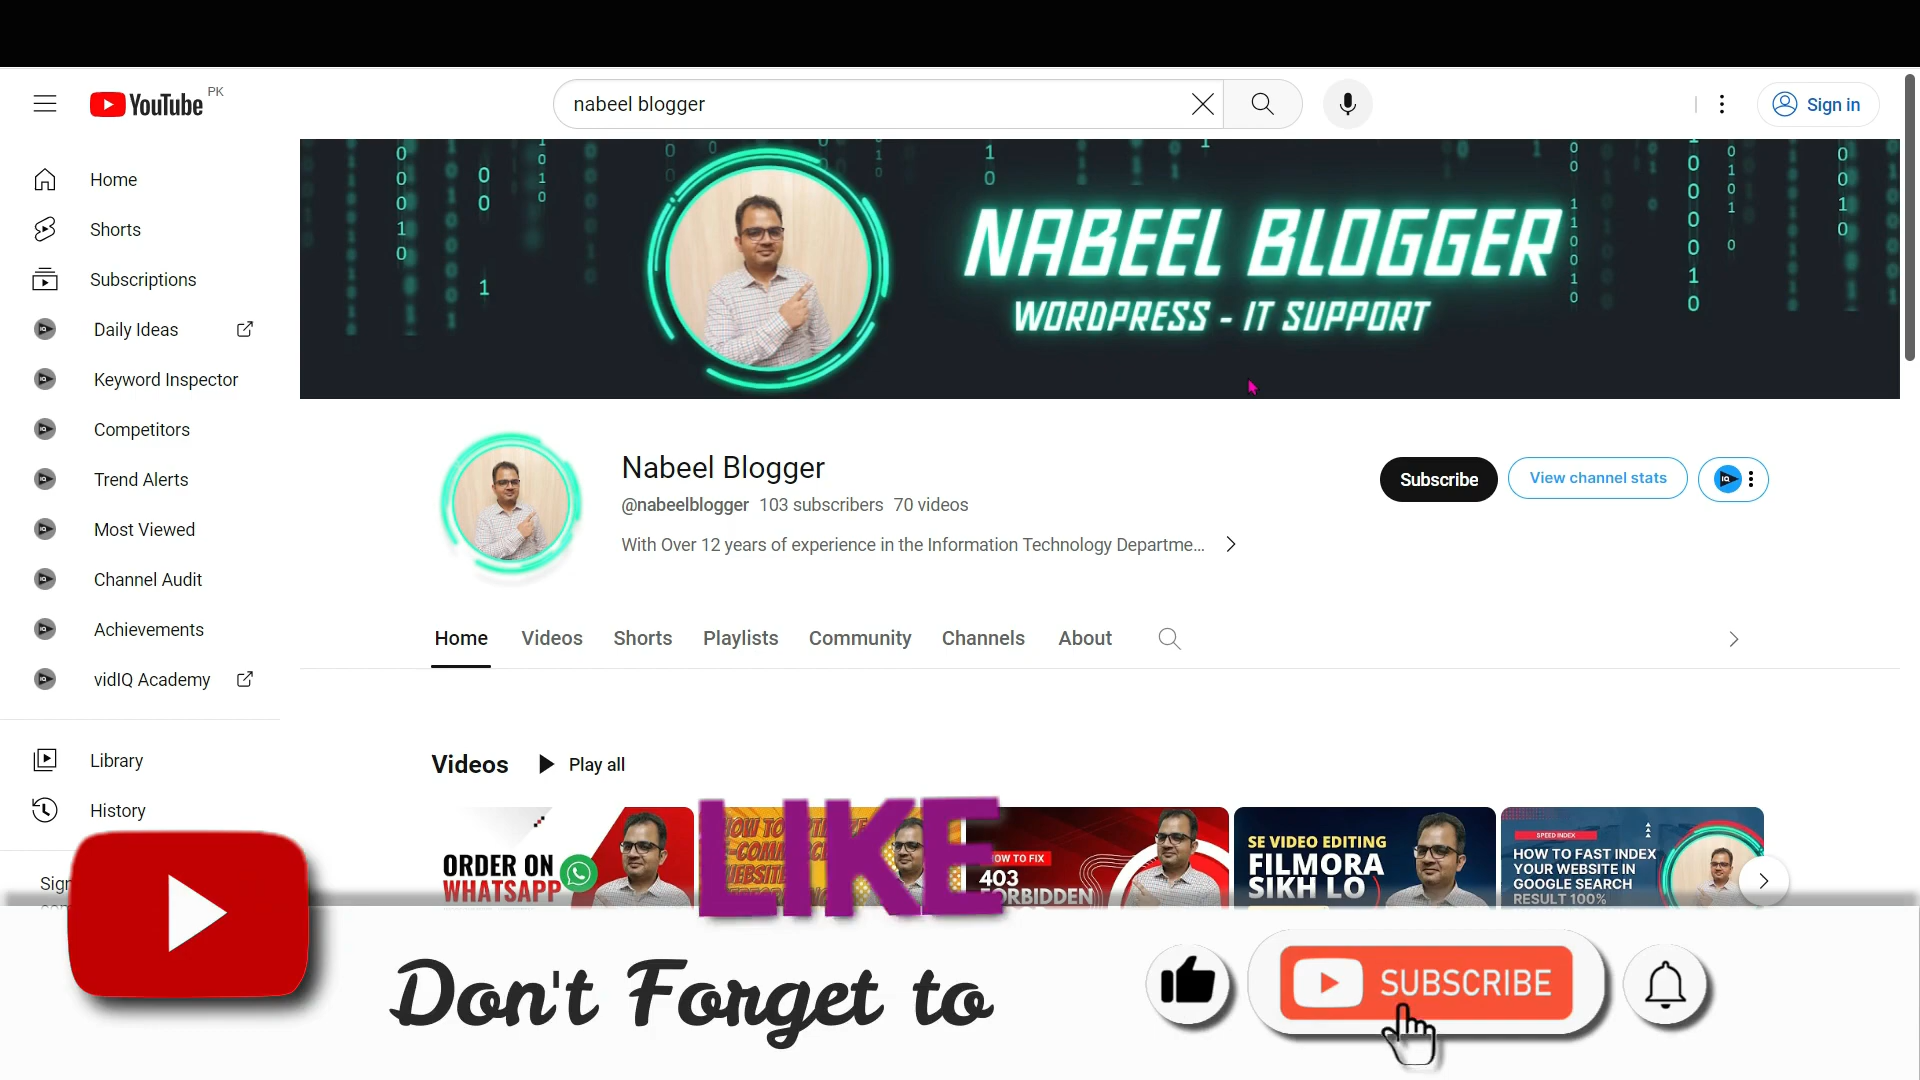 YouTube PK
nabeel blogger
Sign in
Home
Shorts
Subscriptions
Daily Ideas
Keyword Inspector
Competitors
Trend Alerts
Most Viewed
Channel Audit
Achievements
vidIQ Academy
Library
History
NABEEL BLOGGER
WORDPRESS - IT SUPPORT
Nabeel Blogger
@nabeelblogger 103 subscribers 70 videos
With Over 12 years of experience in the Information Technology Departme...
Subscribe
View channel stats
Home Videos Shorts Playlists Community Channels About
Videos Play all
ORDER ON
WHATSAPP
HOW TO
LIKE
HOW TO FIX
403
FORBIDDEN
SE VIDEO EDITING
FILMORA
SIKH LO
SPEED INDEX
HOW TO FAST INDEX
YOUR WEBSITE IN
GOOGLE SEARCH
RESULT 100%
Don't Forget to
SUBSCRIBE